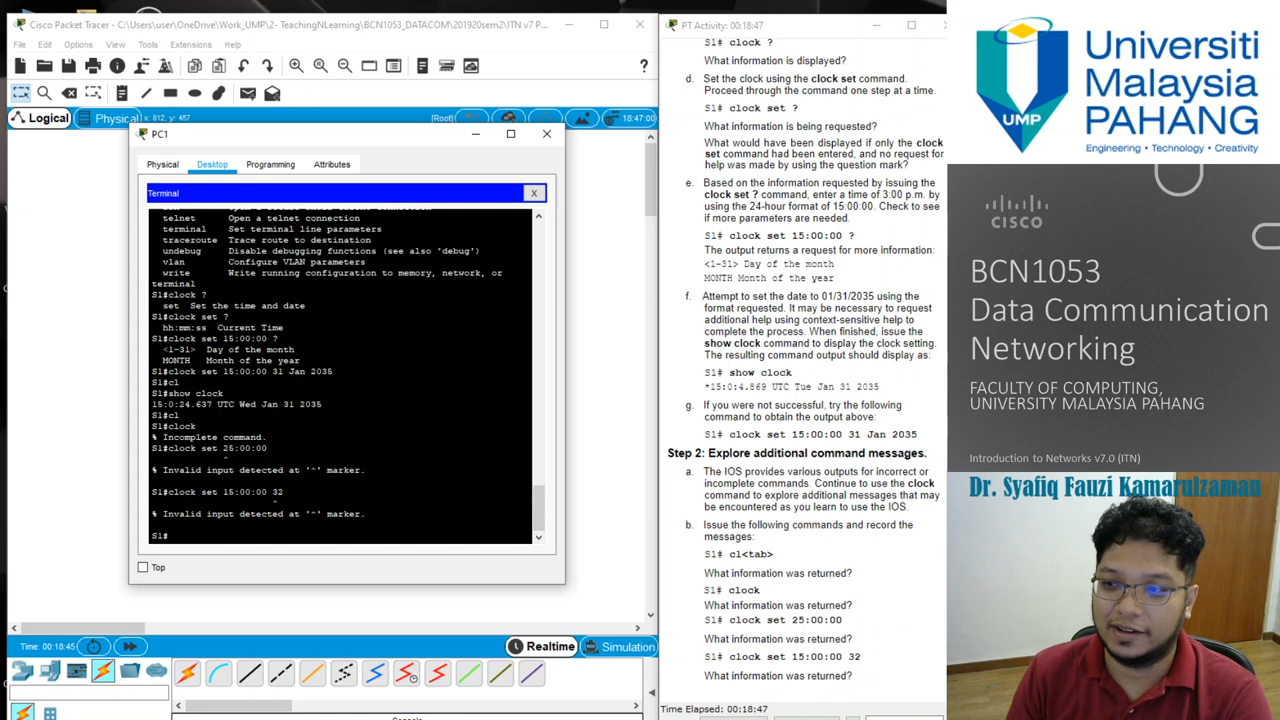 Cisco Packet Tracer - C:\Users\user\OneDrive\Work_UMP\2- TeachingNLearning\BCN1053_DATACOM\201920sem2\ITN v7 P...
File Edit Options View Tools Extensions Help
?
Logical
Physical
x: 812, y: 457
[Root]
18:47:00
PC1
Physical Desktop Programming Attributes
Terminal
X
telnet Open a telnet connection
terminal Set terminal line parameters
traceroute Trace route to destination
undebug Disable debugging functions (see also 'debug')
vlan Configure VLAN parameters
write Write running configuration to memory, network, or
terminal
S1#clock ?
set Set the time and date
S1#clock set ?
hh:mm:ss Current Time
S1#clock set 15:00:00 ?
<1-31> Day of the month
MONTH Month of the year
S1#clock set 15:00:00 31 Jan 2035
S1#cl
S1#show clock
15:0:24.637 UTC Wed Jan 31 2035
S1#cl
S1#clock
% Incomplete command.
S1#clock set 25:00:00
^
% Invalid input detected at '^' marker.
S1#clock set 15:00:00 32
^
% Invalid input detected at '^' marker.
S1#
Top
Time: 00:18:45
Realtime
Simulation
PT Activity: 00:18:47
S1# clock ?
What information is displayed?
d. Set the clock using the clock set command.
Proceed through the command one step at a time.
S1# clock set ?
What information is being requested?
What would have been displayed if only the clock
set command had been entered, and no request for
help was made by using the question mark?
e. Based on the information requested by issuing the
clock set ? command, enter a time of 3:00 p.m. by
using the 24-hour format of 15:00:00. Check to see
if more parameters are needed.
S1# clock set 15:00:00 ?
The output returns a request for more information:
<1-31> Day of the month
MONTH Month of the year
f. Attempt to set the date to 01/31/2035 using the
format requested. It may be necessary to request
additional help using context-sensitive help to
complete the process. When finished, issue the
show clock command to display the clock setting.
The resulting command output should display as:
S1# show clock
*15:0:4.869 UTC Tue Jan 31 2035
g. If you were not successful, try the following
command to obtain the output above:
S1# clock set 15:00:00 31 Jan 2035
Step 2: Explore additional command messages.
a. The IOS provides various outputs for incorrect or
incomplete commands. Continue to use the clock
command to explore additional messages that may
be encountered as you learn to use the IOS.
b. Issue the following commands and record the
messages:
S1# cl<tab>
What information was returned?
S1# clock
What information was returned?
S1# clock set 25:00:00
What information was returned?
S1# clock set 15:00:00 32
What information was returned?
Time Elapsed: 00:18:47
UMP
Universiti
Malaysia
PAHANG
Engineering • Technology • Creativity
CISCO
BCN1053
Data Communication
Networking
FACULTY OF COMPUTING,
UNIVERSITY MALAYSIA PAHANG
Introduction to Networks v7.0 (ITN)
Dr. Syafiq Fauzi Kamarulzaman